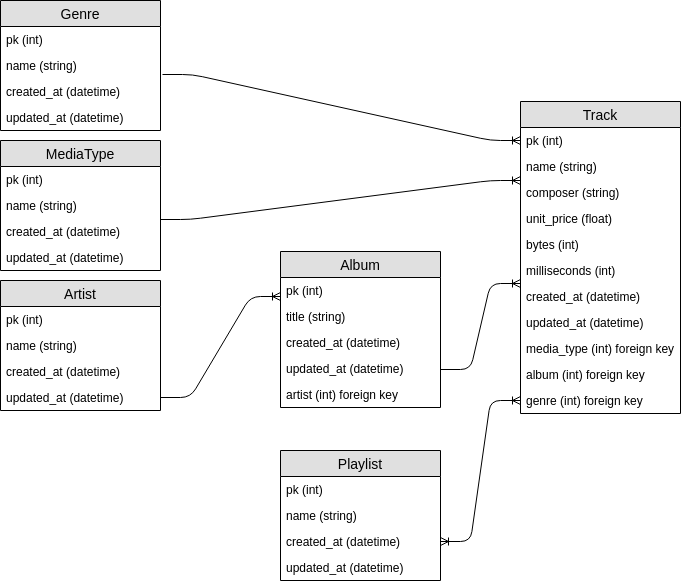 Genre
pk (int)
name (string)
created_at (datetime)
updated_at (datetime)
MediaType
pk (int)
name (string)
created_at (datetime)
updated_at (datetime)
Artist
pk (int)
name (string)
created_at (datetime)
updated_at (datetime)
Album
pk (int)
title (string)
created_at (datetime)
updated_at (datetime)
artist (int) foreign key
Playlist
pk (int)
name (string)
created_at (datetime)
updated_at (datetime)
Track
pk (int)
name (string)
composer (string)
unit_price (float)
bytes (int)
milliseconds (int)
created_at (datetime)
updated_at (datetime)
media_type (int) foreign key
album (int) foreign key
genre (int) foreign key